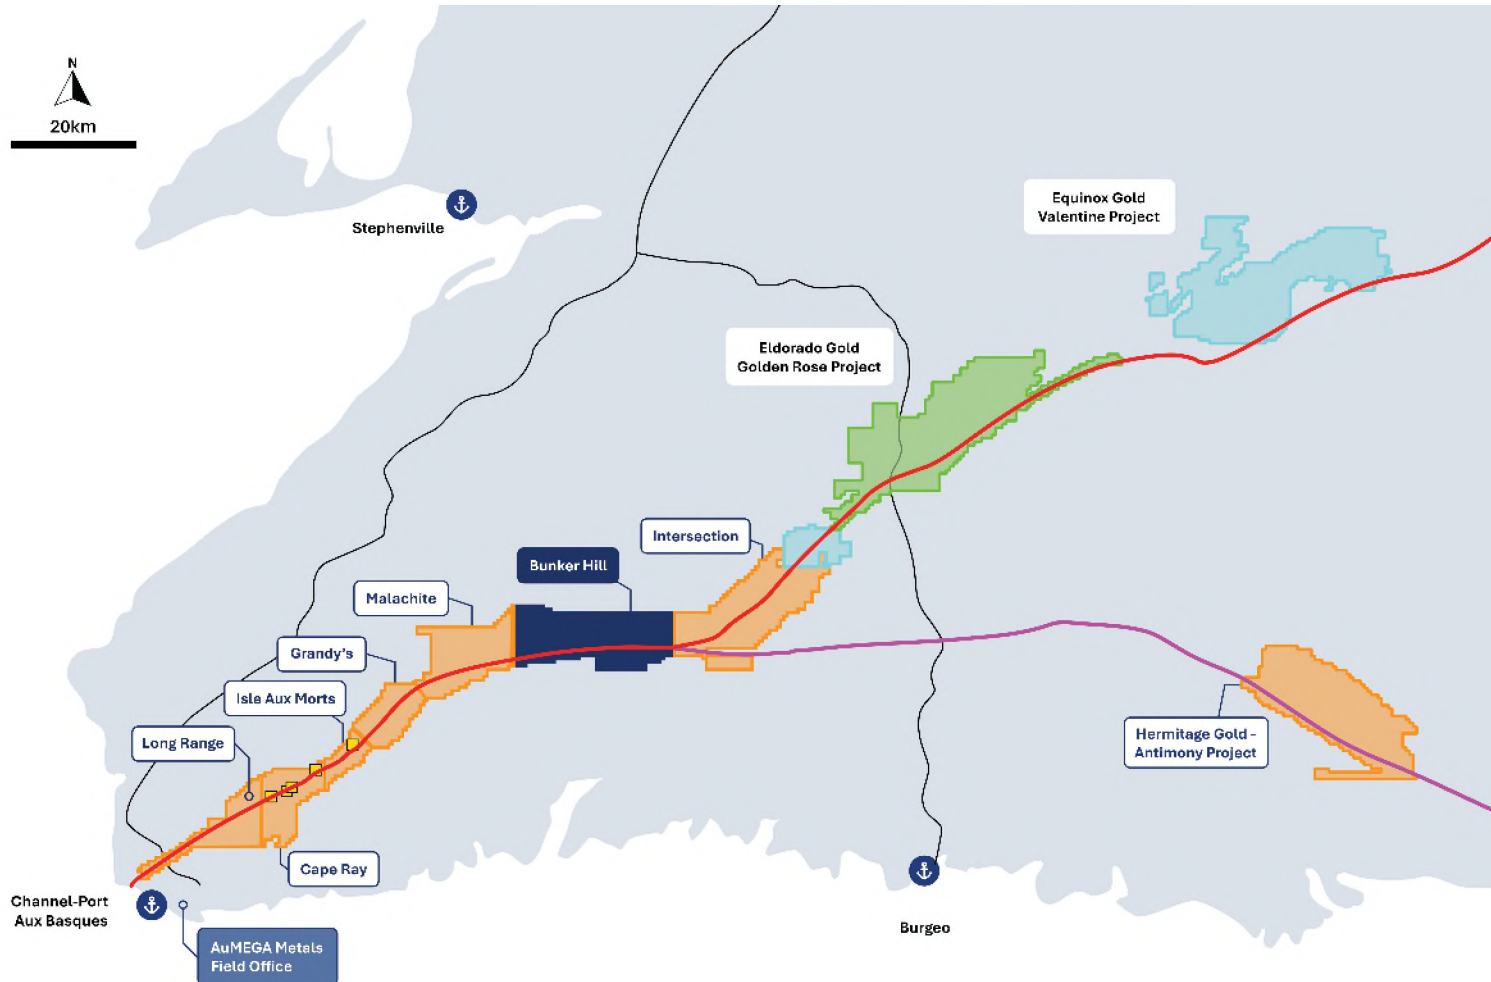 N
20km
Stephenville
Equinox Gold
Valentine Project
Eldorado Gold
Golden Rose Project
Intersection
Bunker Hill
Malachite
Grandy's
Isle Aux Morts
Long Range
Hermitage Gold -
Antimony Project
Cape Ray
Channel-Port
Aux Basques
Burgeo
AuMEGA Metals
Field Office